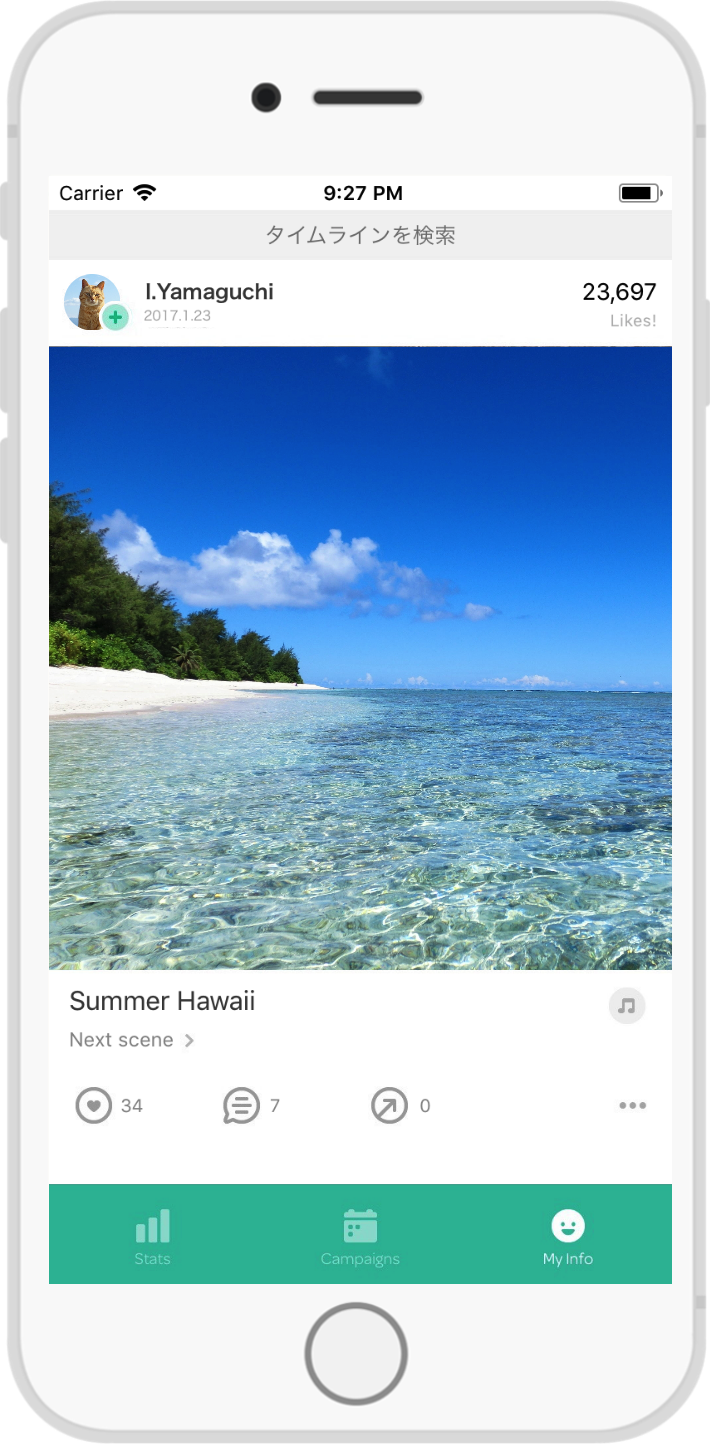 Carrier 9:27 PM
タイムラインを検索
I.Yamaguchi 23,697
2017.1.23 Likes!
Summer Hawaii
Next scene
34 7 0
Stats Campaigns My Info